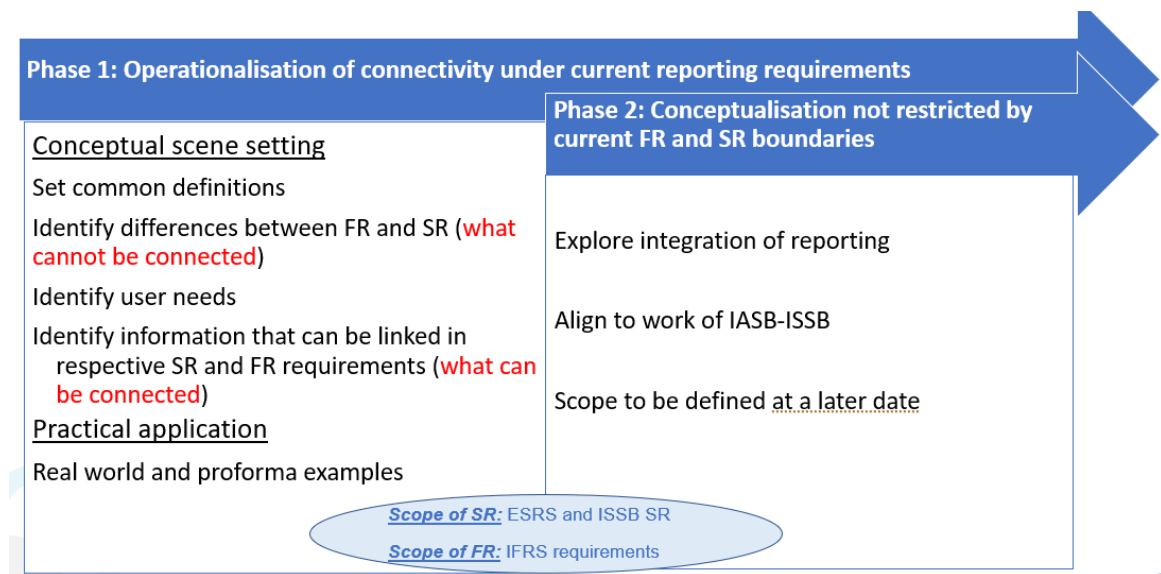 Phase 1: Operationalisation of connectivity under current reporting requirements
Phase 2: Conceptualisation not restricted by
current FR and SR boundaries
Conceptual scene setting
Set common definitions
Identify differences between FR and SR (what
cannot be connected)
Identify user needs
Identify information that can be linked in
respective SR and FR requirements (what can
be connected)
Practical application
Real world and proforma examples
Explore integration of reporting
Align to work of IASB-ISSB
Scope to be defined at a later date
Scope of SR: ESRS and ISSB SR
Scope of FR: IFRS requirements